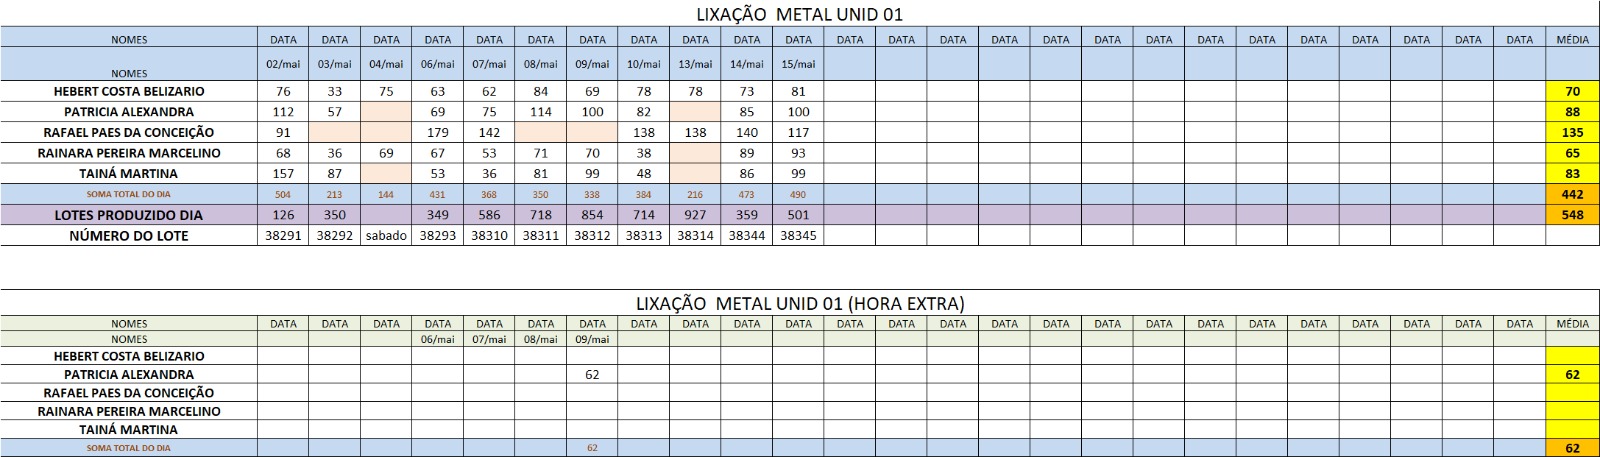 LIXAÇÃO METAL UNID 01
NOMES DATA DATA DATA DATA DATA DATA DATA DATA DATA DATA DATA DATA DATA DATA DATA DATA DATA DATA DATA DATA DATA DATA DATA DATA DATA MÉDIA
NOMES 02/mai 03/mai 04/mai 06/mai 07/mai 08/mai 09/mai 10/mai 13/mai 14/mai 15/mai
HEBERT COSTA BELIZARIO 76 33 75 63 62 84 69 78 78 73 81 70
PATRICIA ALEXANDRA 112 57 69 75 114 100 82 85 100 88
RAFAEL PAES DA CONCEIÇÃO 91 179 142 138 138 140 117 135
RAINARA PEREIRA MARCELINO 68 36 69 67 53 71 70 38 89 93 65
TAINÁ MARTINA 157 87 53 36 81 99 48 86 99 83
SOMA TOTAL DO DIA 504 213 144 431 368 350 338 384 216 473 490 442
LOTES PRODUZIDO DIA 126 350 349 586 718 854 714 927 359 501 548
NÚMERO DO LOTE 38291 38292 sabado 38293 38310 38311 38312 38313 38314 38344 38345
LIXAÇÃO METAL UNID 01 (HORA EXTRA)
NOMES DATA DATA DATA DATA DATA DATA DATA DATA DATA DATA DATA DATA DATA DATA DATA DATA DATA DATA DATA DATA DATA DATA DATA DATA DATA MÉDIA
NOMES 06/mai 07/mai 08/mai 09/mai
HEBERT COSTA BELIZARIO
PATRICIA ALEXANDRA 62 62
RAFAEL PAES DA CONCEIÇÃO
RAINARA PEREIRA MARCELINO
TAINÁ MARTINA
SOMA TOTAL DO DIA 62 62